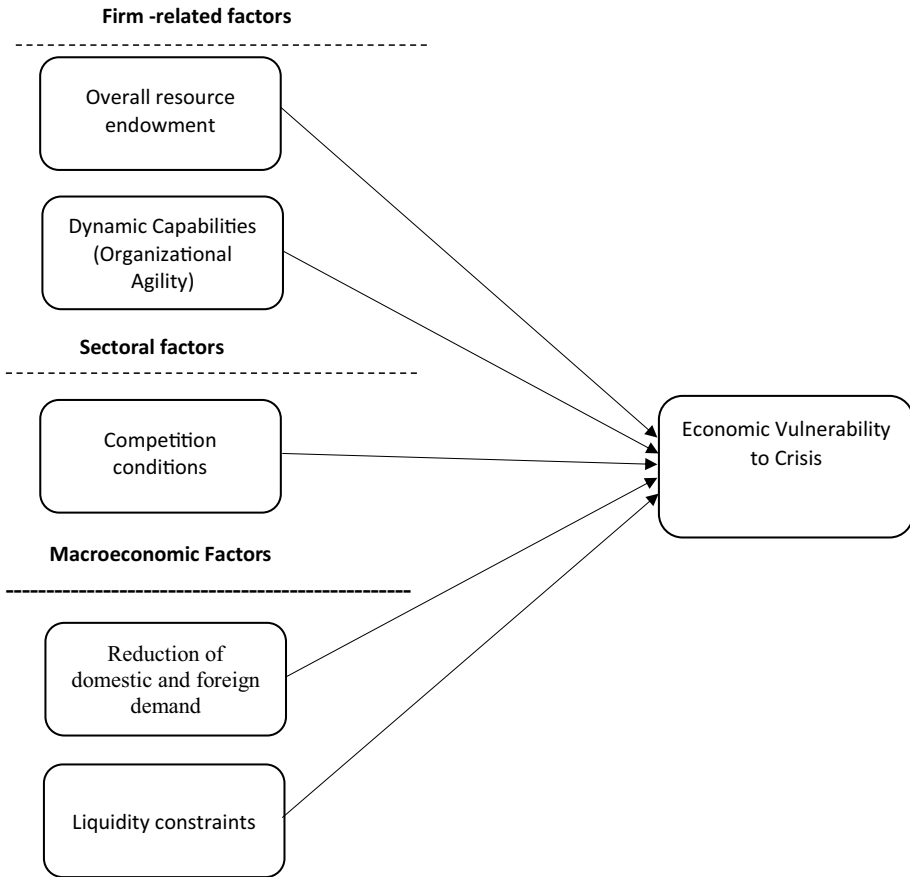 Firm -related factors
Overall resource
endowment
Dynamic Capabilities
(Organizational
Agility)
Sectoral factors
Competition
conditions
Economic Vulnerability
to Crisis
Macroeconomic Factors
Reduction of
domestic and foreign
demand
Liquidity constraints